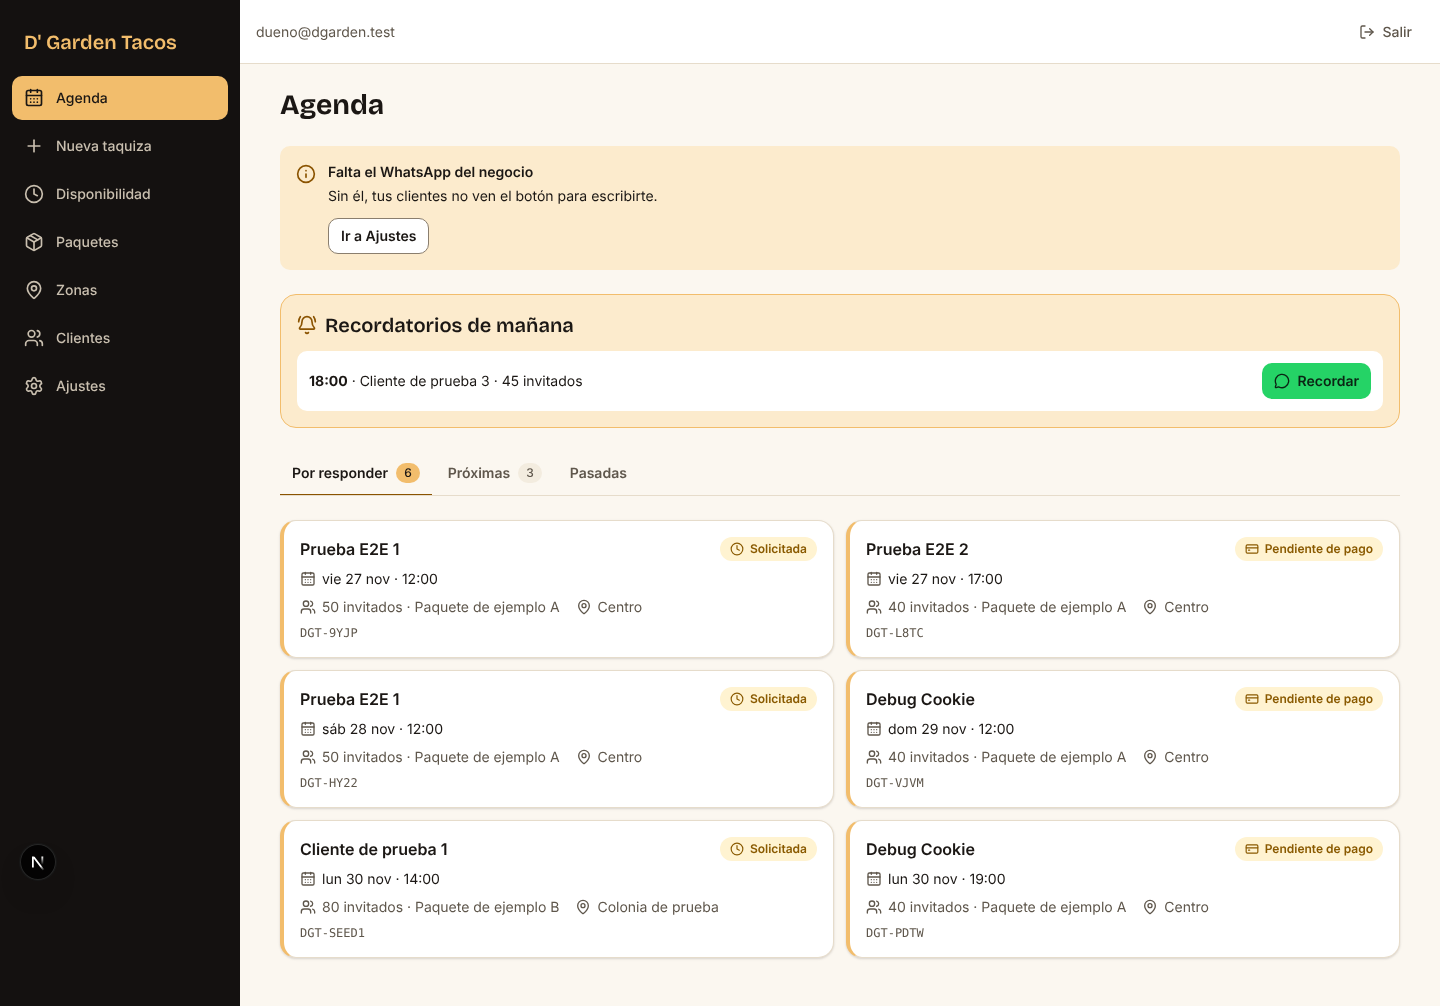 D' Garden Tacos
Agenda
Nueva taquiza
Disponibilidad
Paquetes
Zonas
Clientes
Ajustes
N
dueno@dgarden.test
Salir
Agenda
Falta el WhatsApp del negocio
Sin él, tus clientes no ven el botón para escribirte.
Ir a Ajustes
Recordatorios de mañana
18:00 · Cliente de prueba 3 · 45 invitados
Recordar
Por responder 6
Próximas 3
Pasadas
Prueba E2E 1
Solicitada
vie 27 nov · 12:00
50 invitados · Paquete de ejemplo A
Centro
DGT-9YJP
Prueba E2E 2
Pendiente de pago
vie 27 nov · 17:00
40 invitados · Paquete de ejemplo A
Centro
DGT-L8TC
Prueba E2E 1
Solicitada
sáb 28 nov · 12:00
50 invitados · Paquete de ejemplo A
Centro
DGT-HY22
Debug Cookie
Pendiente de pago
dom 29 nov · 12:00
40 invitados · Paquete de ejemplo A
Centro
DGT-VJVM
Cliente de prueba 1
Solicitada
lun 30 nov · 14:00
80 invitados · Paquete de ejemplo B
Colonia de prueba
DGT-SEED1
Debug Cookie
Pendiente de pago
lun 30 nov · 19:00
40 invitados · Paquete de ejemplo A
Centro
DGT-PDTW